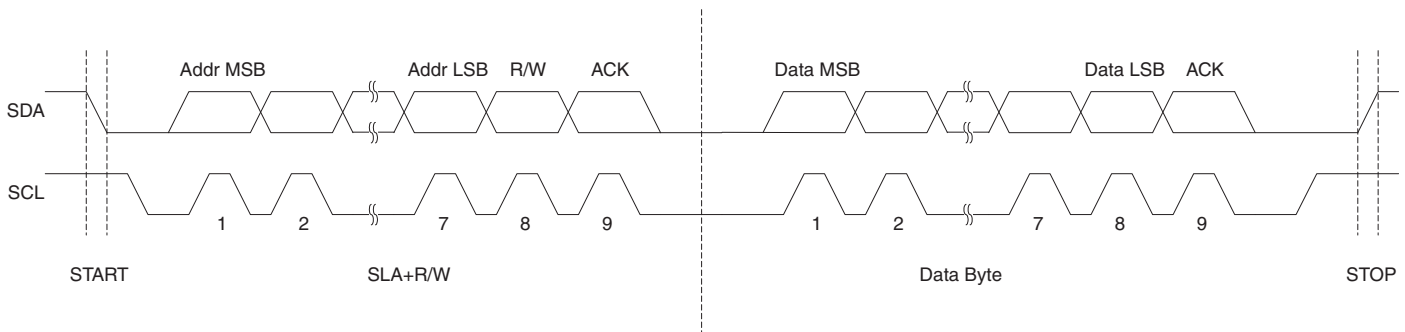 Addr MSB Addr LSB R/W ACK Data MSB Data LSB ACK
SDA
SCL
1 2 7 8 9 1 2 7 8 9
START SLA+R/W Data Byte STOP